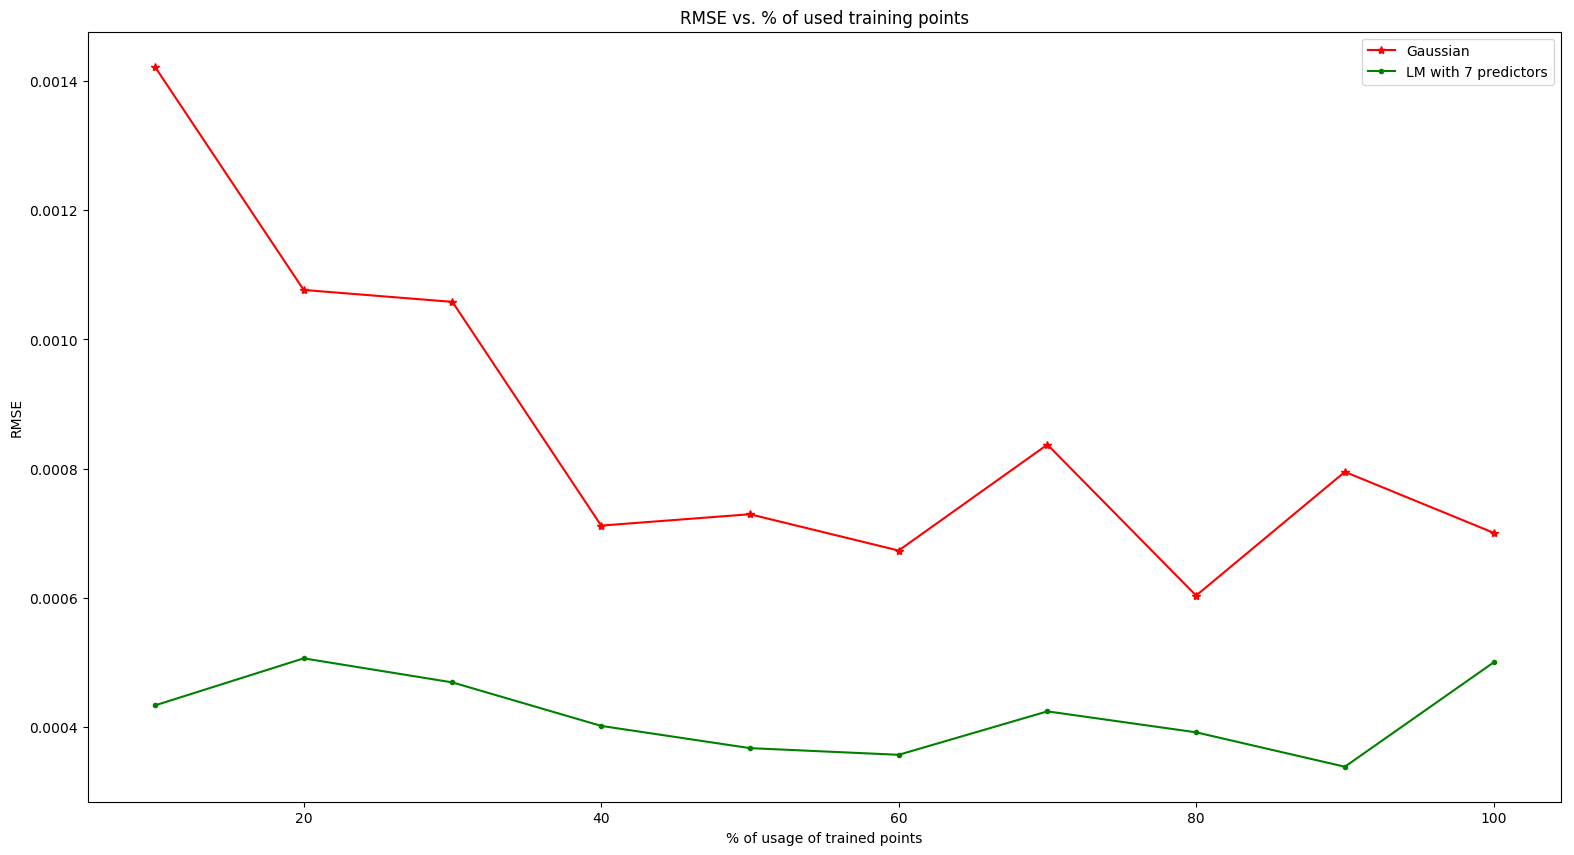 RMSE vs. % of used training points
Gaussian
LM with 7 predictors
RMSE
0.0014
0.0012
0.0010
0.0008
0.0006
0.0004
20
40
60
80
100
% of usage of trained points